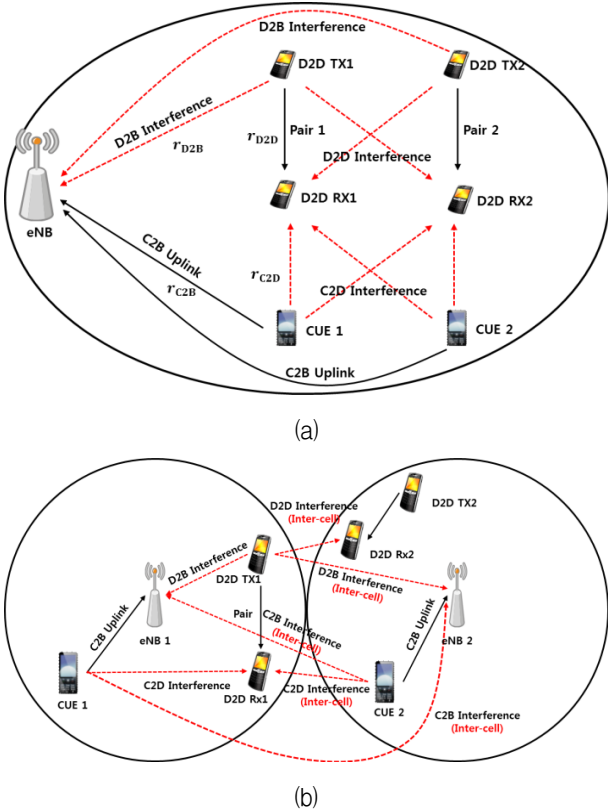 D2B Interference
D2D TX1
D2D TX2
D2B Interference
r_D2B
r_D2D
Pair 1
Pair 2
D2D Interference
D2D RX1
D2D RX2
eNB
C2B Uplink
r_C2B
r_C2D
C2D Interference
CUE 1
CUE 2
C2B Uplink
(a)
D2D TX2
D2D Interference
(Inter-cell)
D2D Rx2
D2B Interference
D2D TX1
D2B Interference
(Inter-cell)
Pair
C2B Interference
(Inter-cell)
C2B Uplink
eNB 1
C2B Uplink
eNB 2
CUE 1
C2D Interference
D2D Rx1
C2D Interference
(Inter-cell)
CUE 2
C2B Interference
(Inter-cell)
(b)